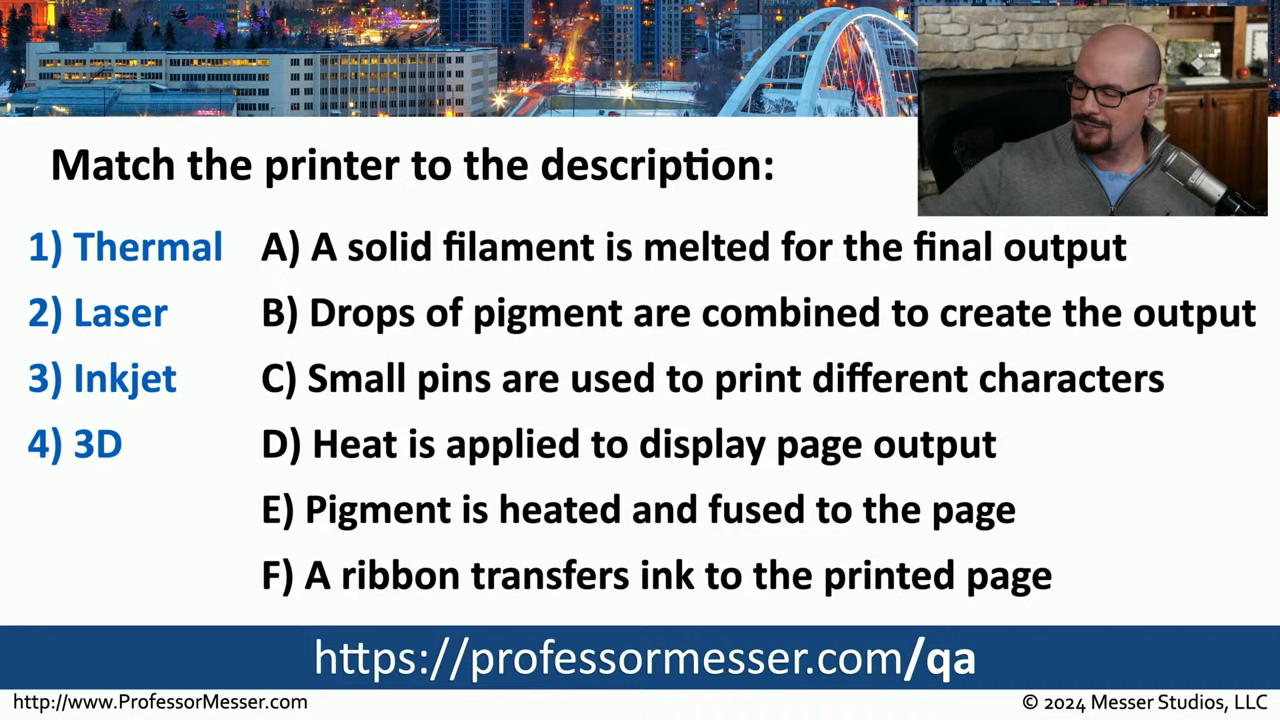 Match the printer to the description:
1) Thermal A) A solid filament is melted for the final output
2) Laser B) Drops of pigment are combined to create the output
3) Inkjet C) Small pins are used to print different characters
4) 3D D) Heat is applied to display page output
E) Pigment is heated and fused to the page
F) A ribbon transfers ink to the printed page
https://professormesser.com/qa
http://www.ProfessorMesser.com © 2024 Messer Studios, LLC